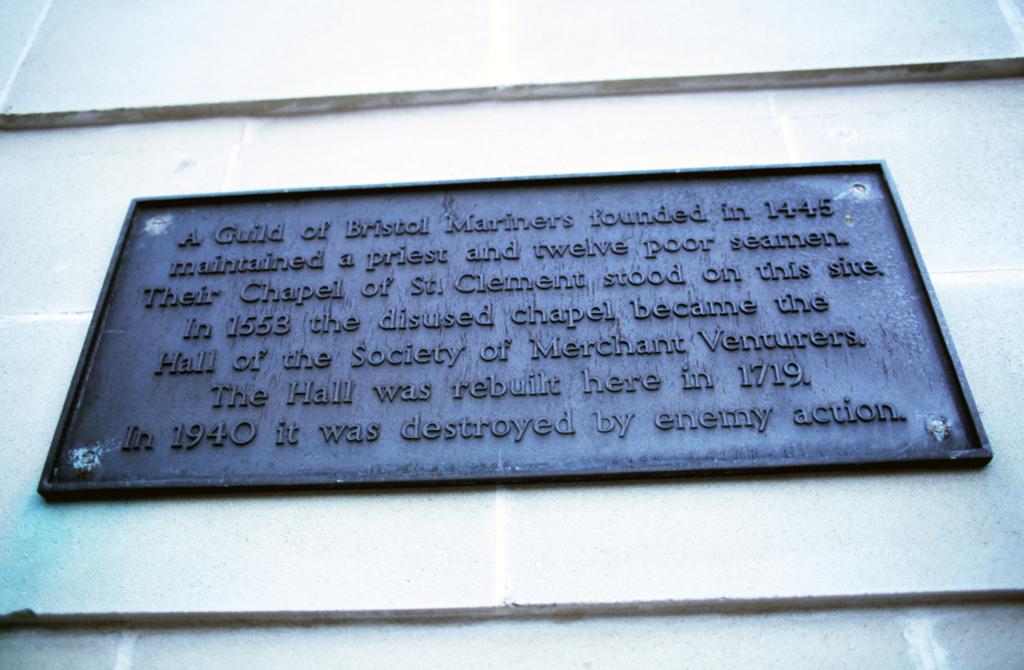 A Guild of Bristol Mariners founded in 1445
maintained a priest and twelve poor seamen.
Their Chapel of St. Clement stood on this site.
In 1553 the disused chapel became the
Hall of the Society of Merchant Venturers.
The Hall was rebuilt here in 1719.
In 1940 it was destroyed by enemy action.